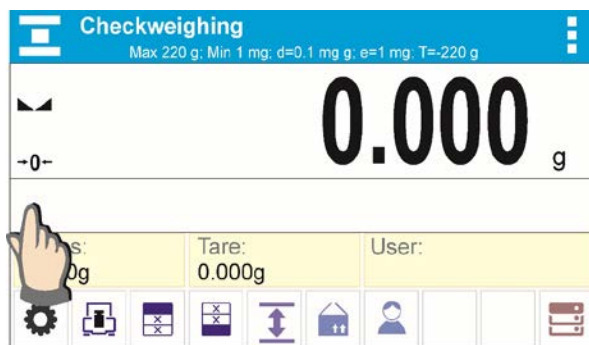 Checkweighing
Max 220 g; Min 1 mg; d=0.1 mg g; e=1 mg; T=-220 g
→0←
0.000 g
Tare: User:
0.000g